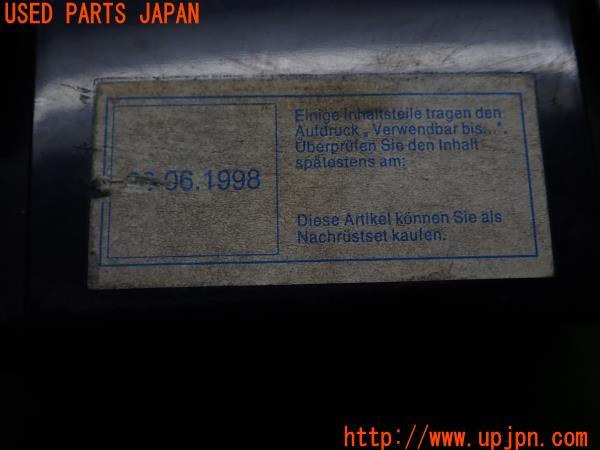 USED PARTS JAPAN
Einige Inhaltsteile tragen den
Aufdruck „Verwendbar bis...".
Überprüfen Sie den Inhalt
spätestens am:
.06.1998
Diese Artikel können Sie als
Nachrüstset kaufen.
http://www.upjpn.com/